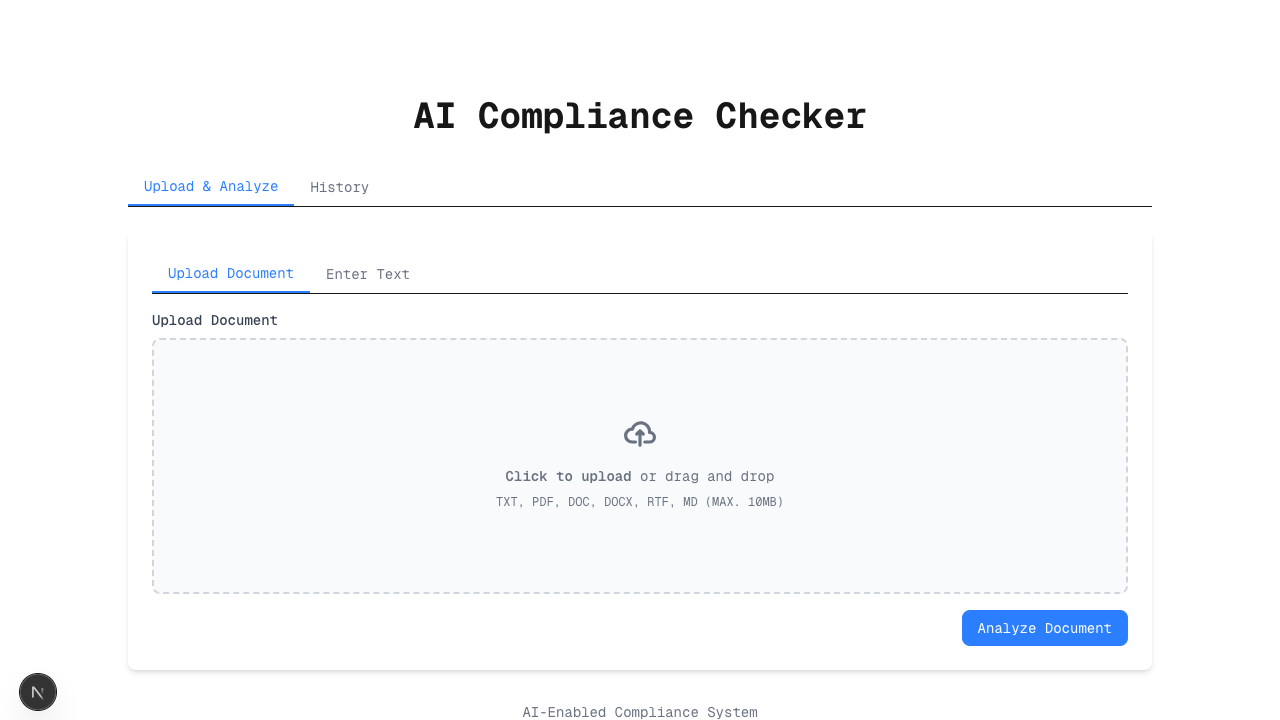 AI Compliance Checker
Upload & Analyze History
Upload Document Enter Text
Upload Document
Click to upload or drag and drop
TXT, PDF, DOC, DOCX, RTF, MD (MAX. 10MB)
Analyze Document
N
AI-Enabled Compliance System